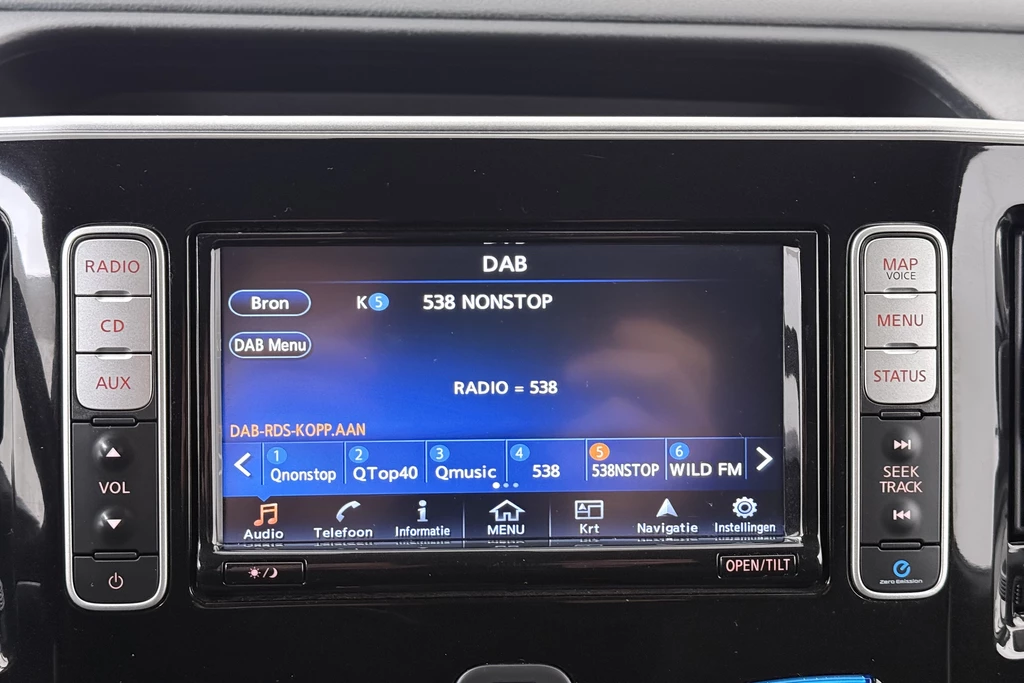 RADIO
CD
AUX
VOL
DAB
Bron
K5 538 NONSTOP
DAB Menu
RADIO = 538
DAB-RDS-KOPP.AAN
1 Qnonstop 2 QTop40 3 Qmusic 4 538 5 538NSTOP 6 WILD FM
Audio Telefoon Informatie MENU Krt Navigatie Instellingen
OPEN/TILT
MAP
VOICE
MENU
STATUS
SEEK
TRACK
Zero Emission